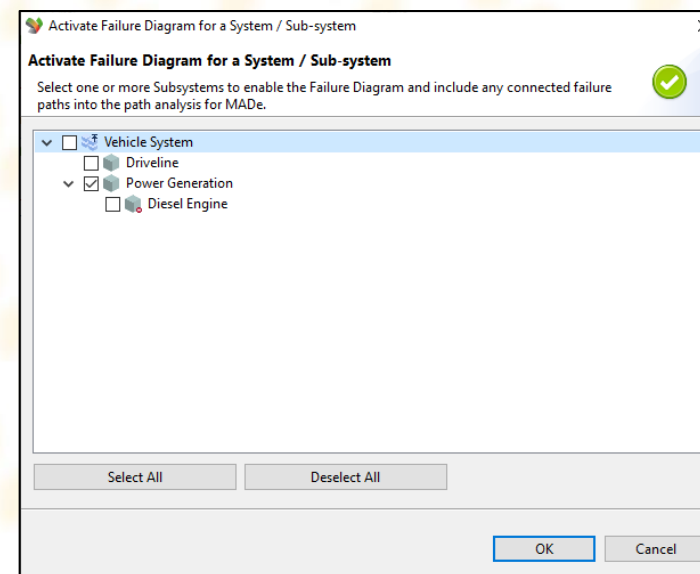 Activate Failure Diagram for a System / Sub-system
Activate Failure Diagram for a System / Sub-system
Select one or more Subsystems to enable the Failure Diagram and include any connected failure
paths into the path analysis for MADe.
Vehicle System
Driveline
Power Generation
Diesel Engine
Select All Deselect All
OK Cancel